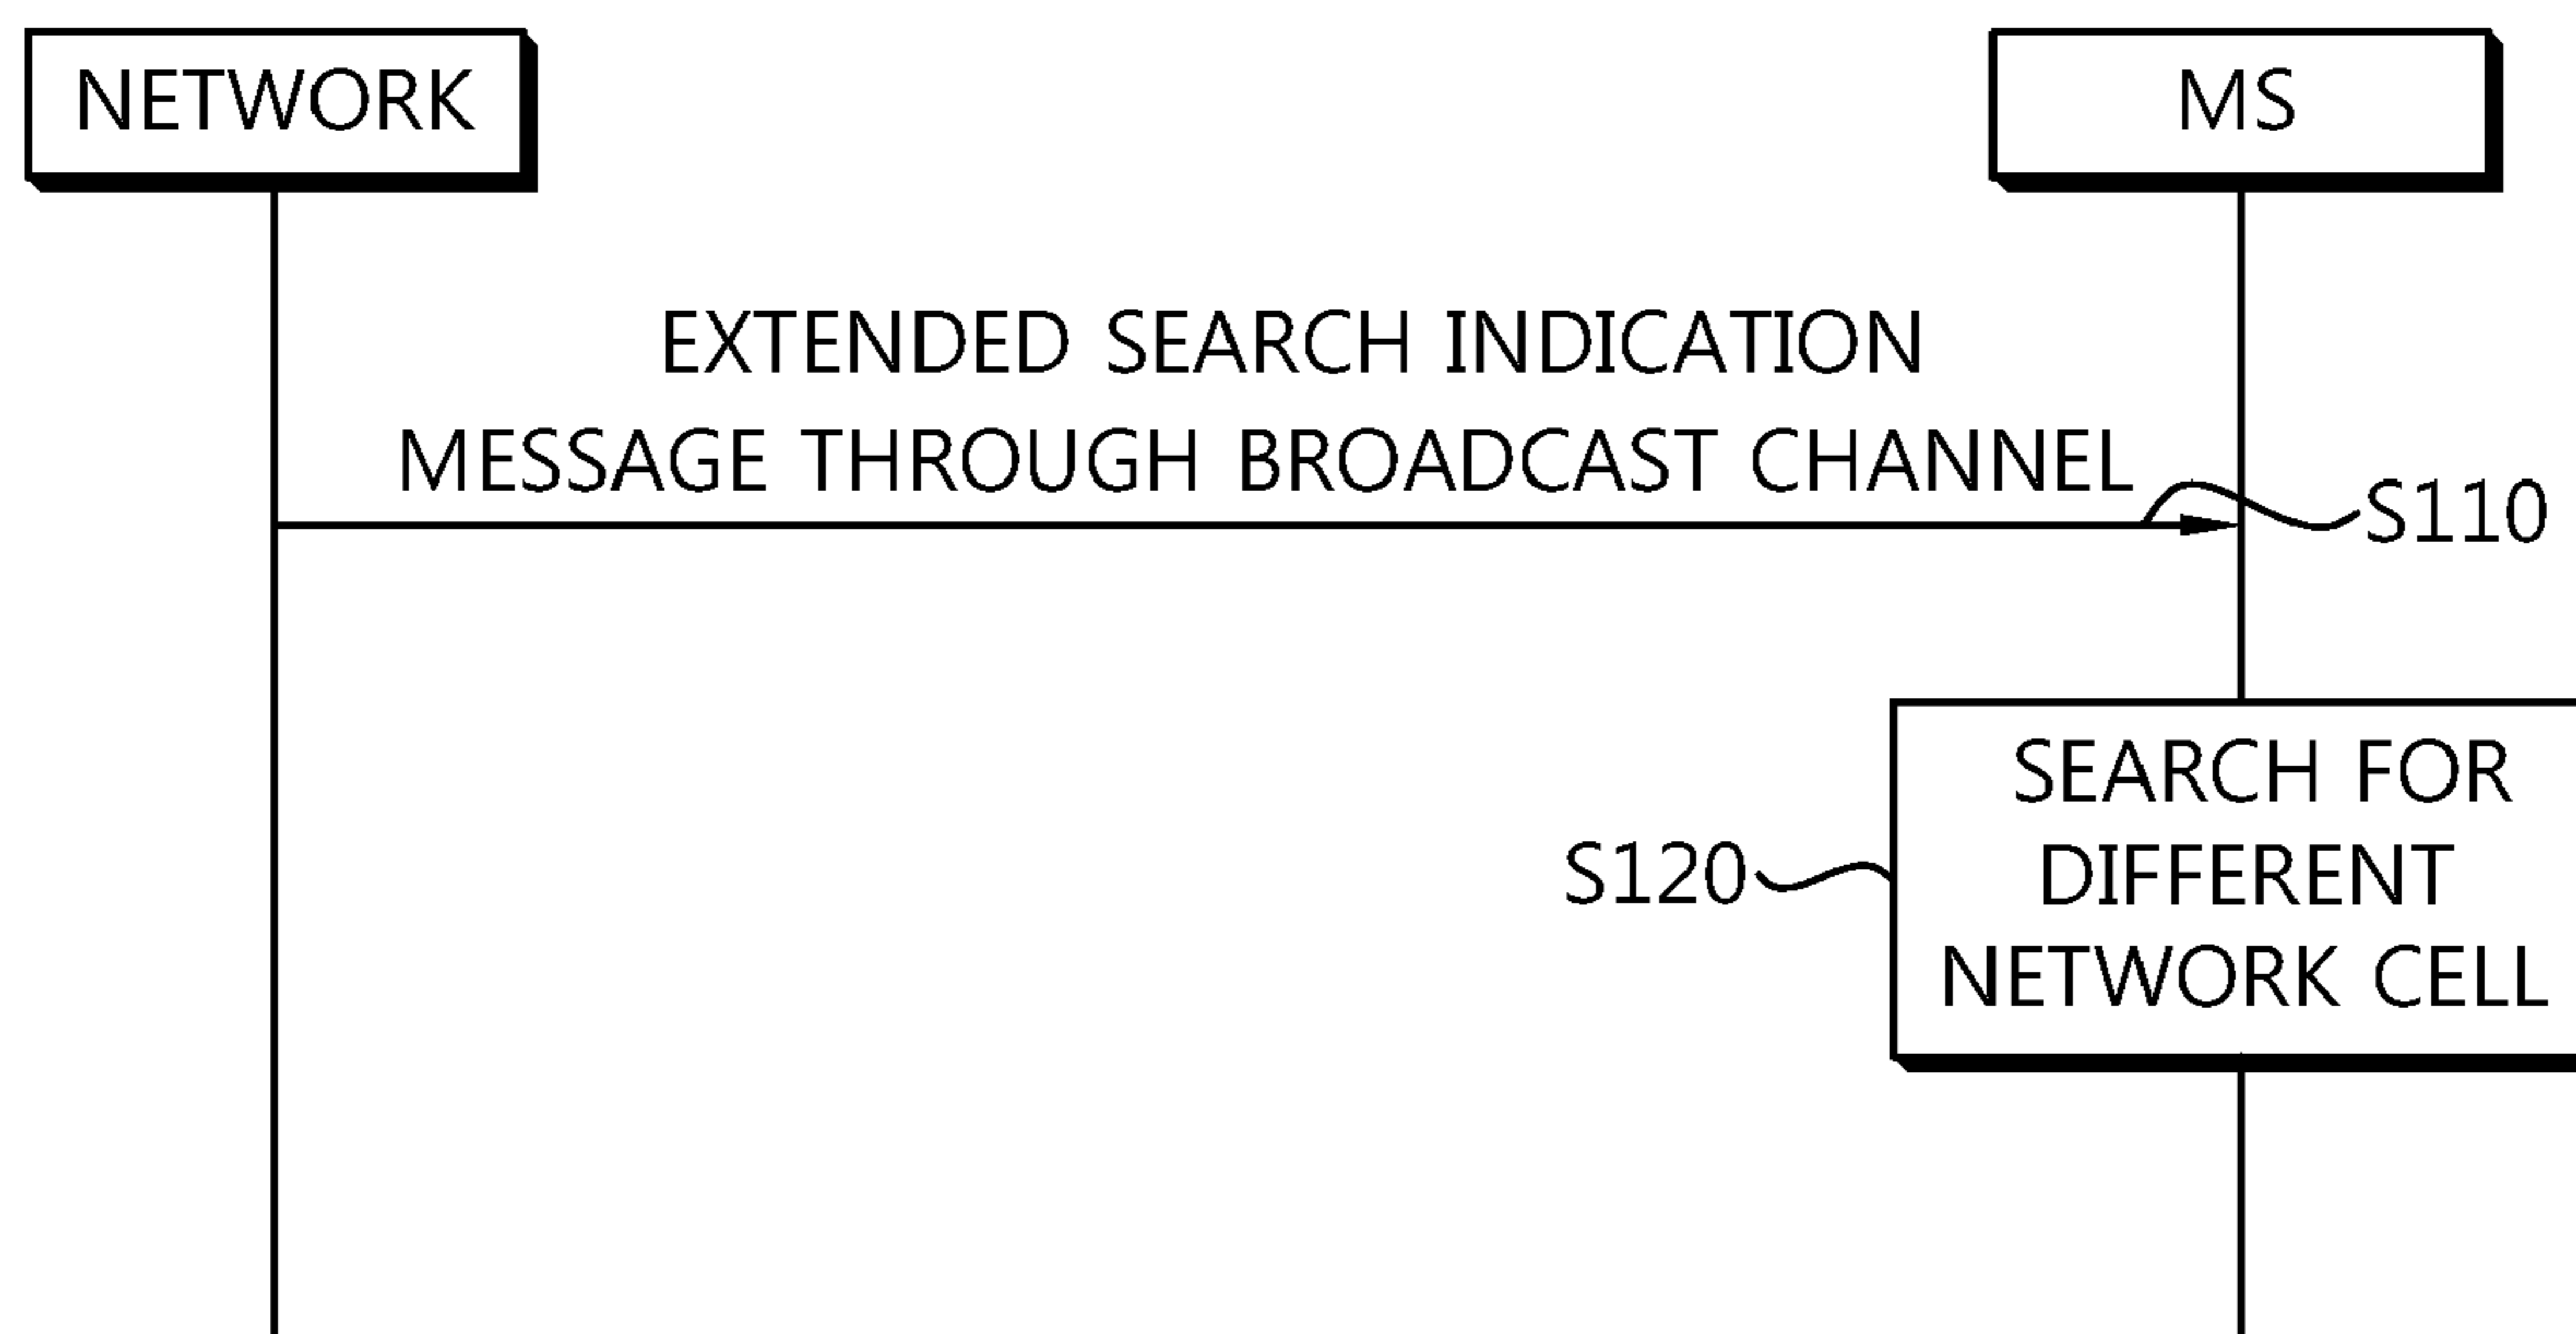 NETWORK
MS
EXTENDED SEARCH INDICATION
MESSAGE THROUGH BROADCAST CHANNEL
S110
SEARCH FOR
DIFFERENT
S120
NETWORK CELL